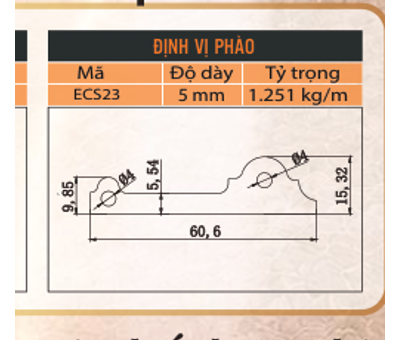 ĐỊNH VỊ PHÀO
Mã Độ dày Tỷ trọng
ECS23 5 mm 1.251 kg/m
Ø4 Ø4
9,85 5,54 15,32
60,6